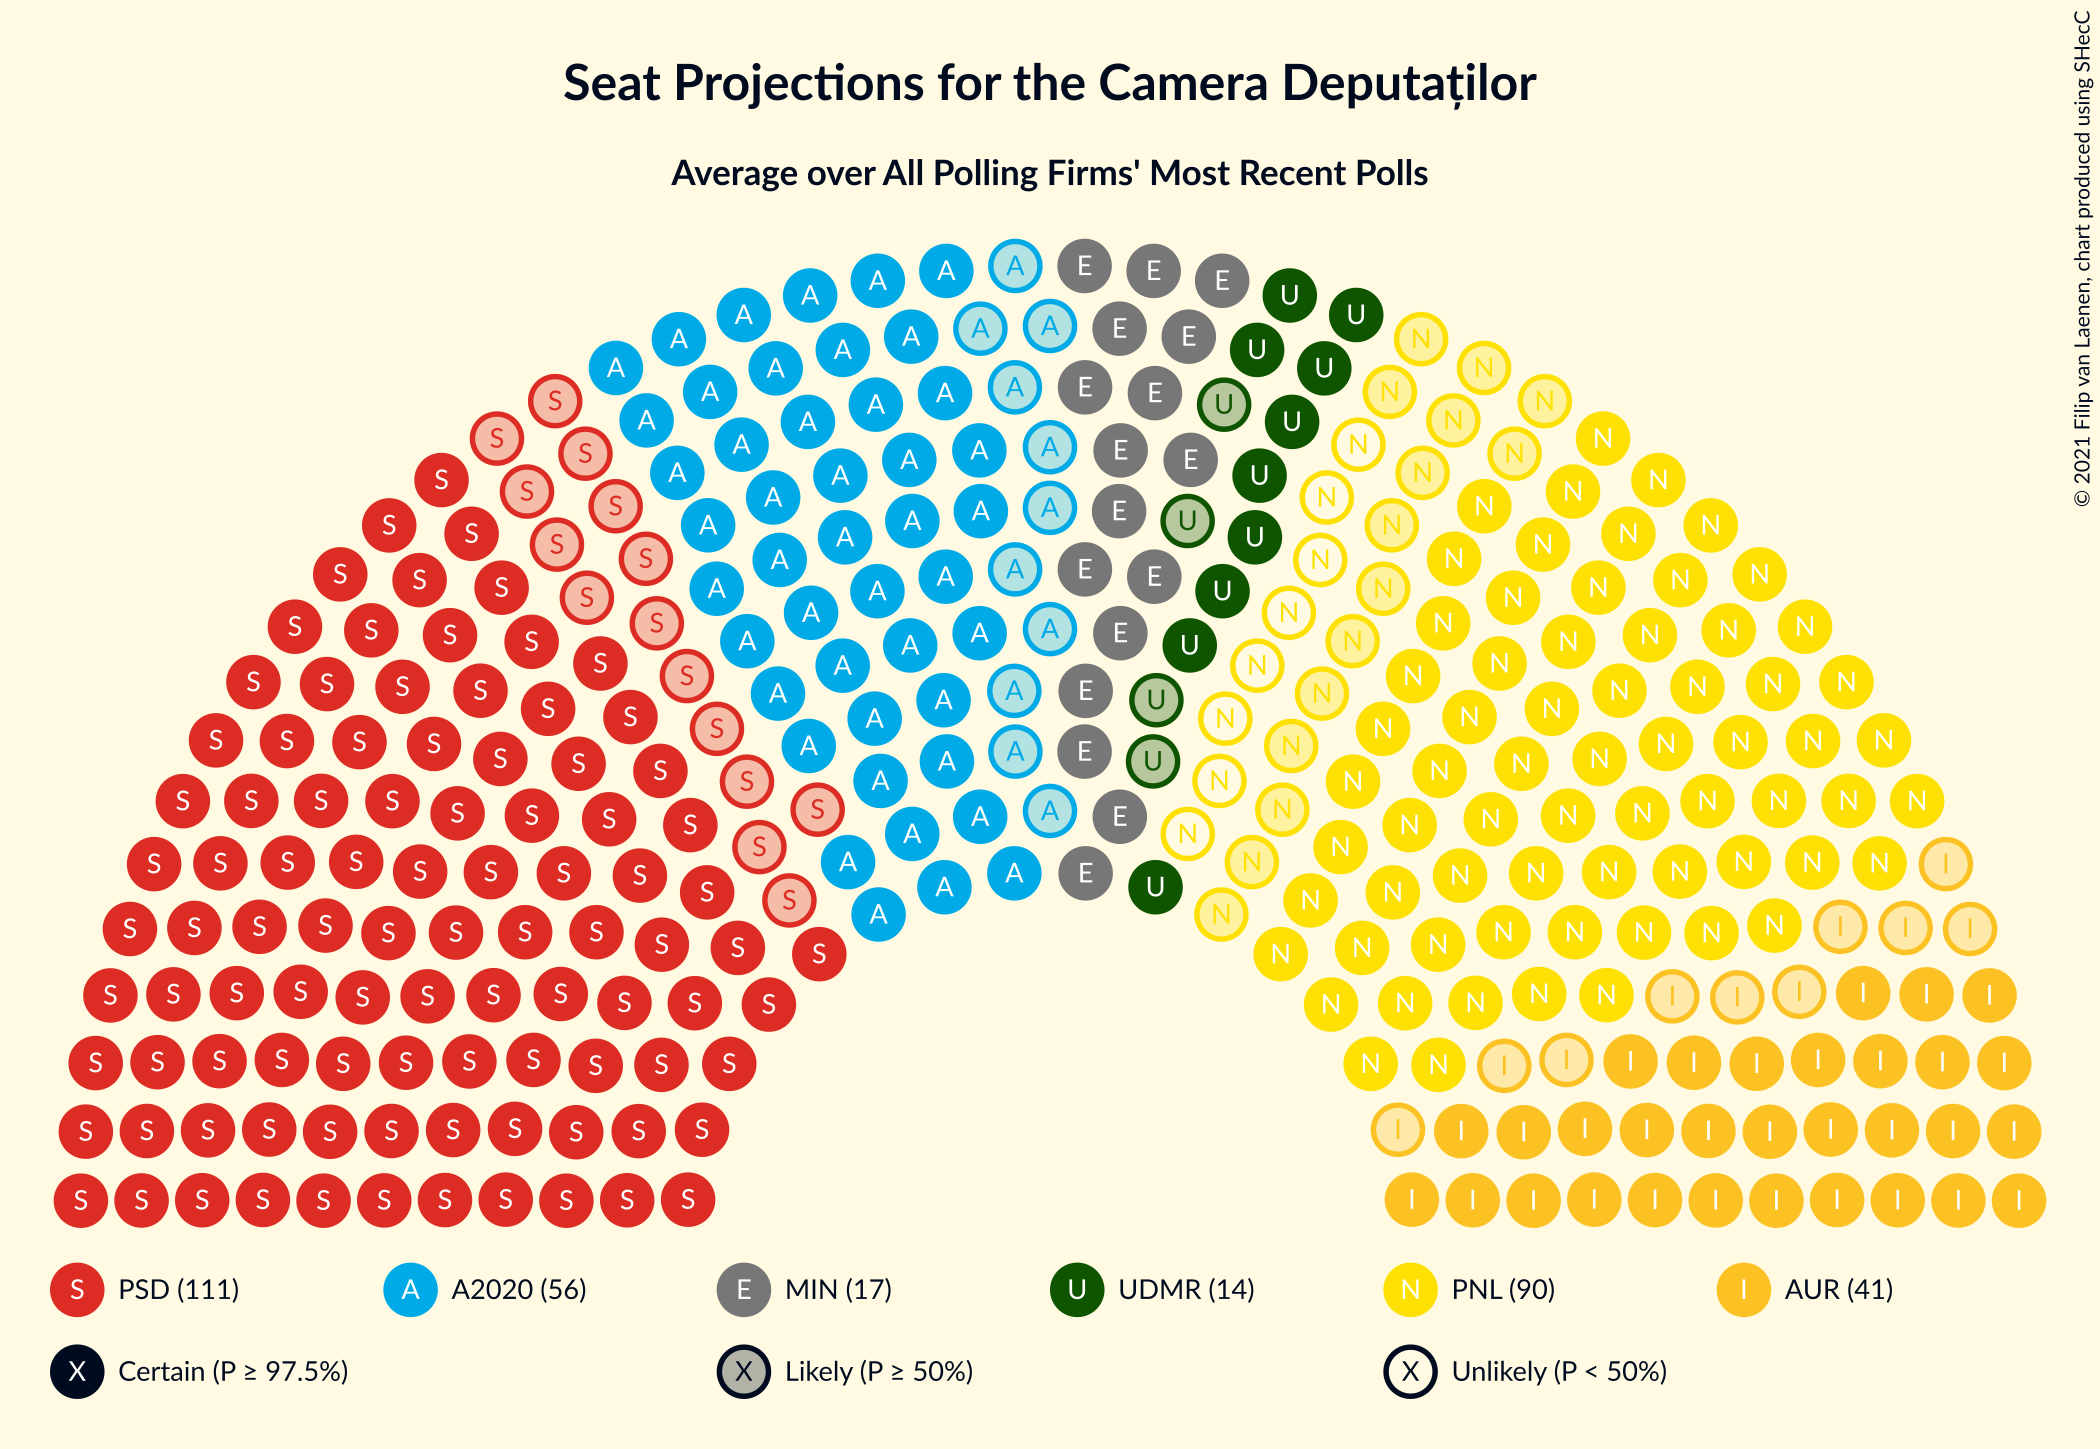 Seat Projections for the Camera Deputaților
Average over All Polling Firms' Most Recent Polls
© 2021 Filip van Laenen, chart produced using SHecC
S PSD (111) A A2020 (56) E MIN (17) U UDMR (14) N PNL (90) I AUR (41)
X Certain (P ≥ 97.5%) X Likely (P ≥ 50%) X Unlikely (P < 50%)